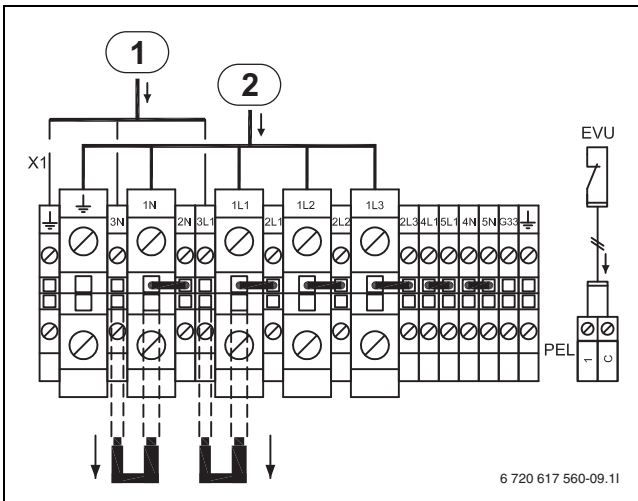 1
2
EVU
X1
3N 1N 2N 3L1 1L1 2L1 1L2 2L2 1L3 2L3 4L1 5L1 4N 5N G33
PEL 1 C
6 720 617 560-09.1I